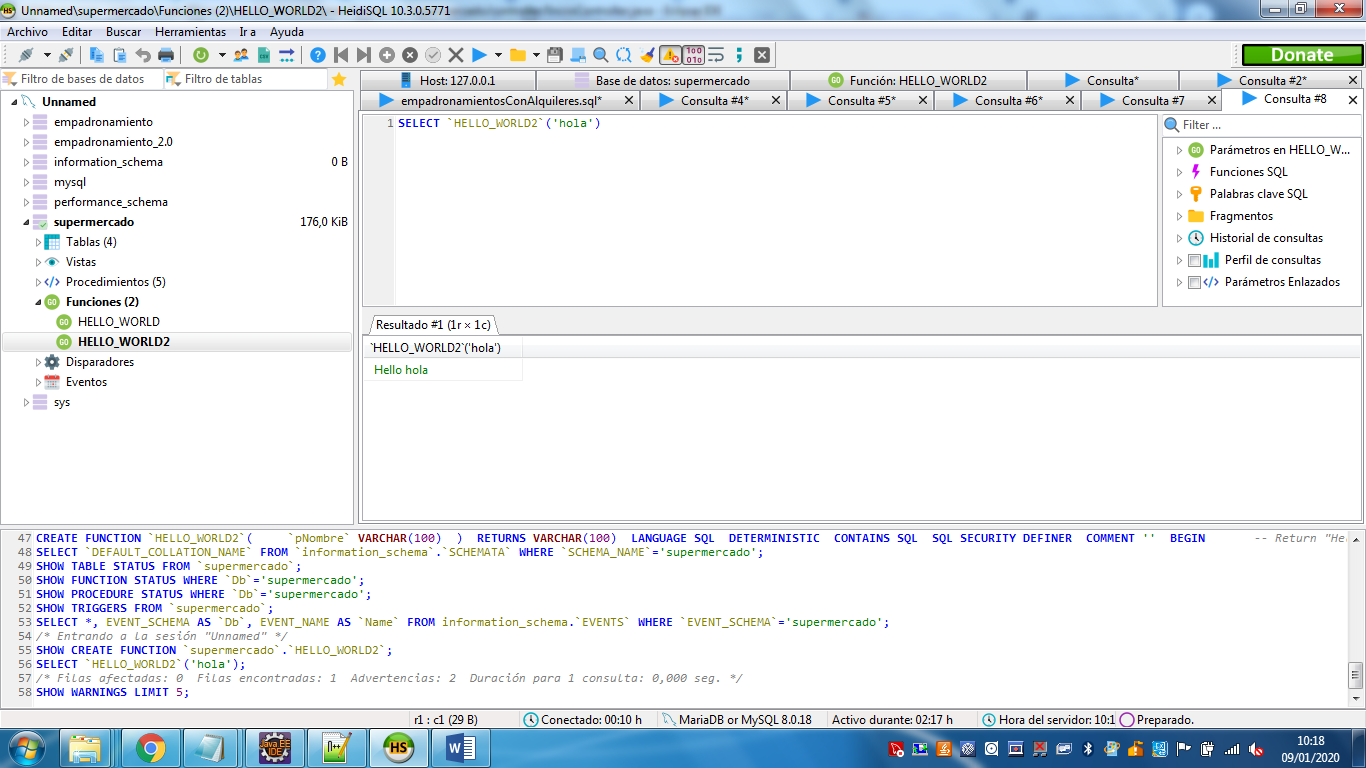 Unnamed\supermercado\Funciones (2)\HELLO_WORLD2\ - HeidiSQL 10.3.0.5771
Archivo Editar Buscar Herramientas Ir a Ayuda
Donate
Filtro de bases de datos Filtro de tablas
Host: 127.0.0.1 Base de datos: supermercado Función: HELLO_WORLD2 Consulta* Consulta #2*
empadronamientosConAlquileres.sql* Consulta #4* Consulta #5* Consulta #6* Consulta #7 Consulta #8
Unnamed
empadronamiento
empadronamiento_2.0
information_schema 0 B
mysql
performance_schema
supermercado 176,0 KiB
Tablas (4)
Vistas
Procedimientos (5)
Funciones (2)
HELLO_WORLD
HELLO_WORLD2
Disparadores
Eventos
sys
1 SELECT `HELLO_WORLD2`('hola')
Filter ...
Parámetros en HELLO_W...
Funciones SQL
Palabras clave SQL
Fragmentos
Historial de consultas
Perfil de consultas
Parámetros Enlazados
Resultado #1 (1r × 1c)
`HELLO_WORLD2`('hola')
Hello hola
47 CREATE FUNCTION `HELLO_WORLD2`( `pNombre` VARCHAR(100) ) RETURNS VARCHAR(100) LANGUAGE SQL DETERMINISTIC CONTAINS SQL SQL SECURITY DEFINER COMMENT '' BEGIN -- Return "He
48 SELECT `DEFAULT_COLLATION_NAME` FROM `information_schema`.`SCHEMATA` WHERE `SCHEMA_NAME`='supermercado';
49 SHOW TABLE STATUS FROM `supermercado`;
50 SHOW FUNCTION STATUS WHERE `Db`='supermercado';
51 SHOW PROCEDURE STATUS WHERE `Db`='supermercado';
52 SHOW TRIGGERS FROM `supermercado`;
53 SELECT *, EVENT_SCHEMA AS `Db`, EVENT_NAME AS `Name` FROM information_schema.`EVENTS` WHERE `EVENT_SCHEMA`='supermercado';
54 /* Entrando a la sesión "Unnamed" */
55 SHOW CREATE FUNCTION `supermercado`.`HELLO_WORLD2`;
56 SELECT `HELLO_WORLD2`('hola');
57 /* Filas afectadas: 0 Filas encontradas: 1 Advertencias: 2 Duración para 1 consulta: 0,000 seg. */
58 SHOW WARNINGS LIMIT 5;
r1 : c1 (29 B) Conectado: 00:10 h MariaDB or MySQL 8.0.18 Activo durante: 02:17 h Hora del servidor: 10:1 Preparado.
Java EE IDE HS W
10:18
09/01/2020